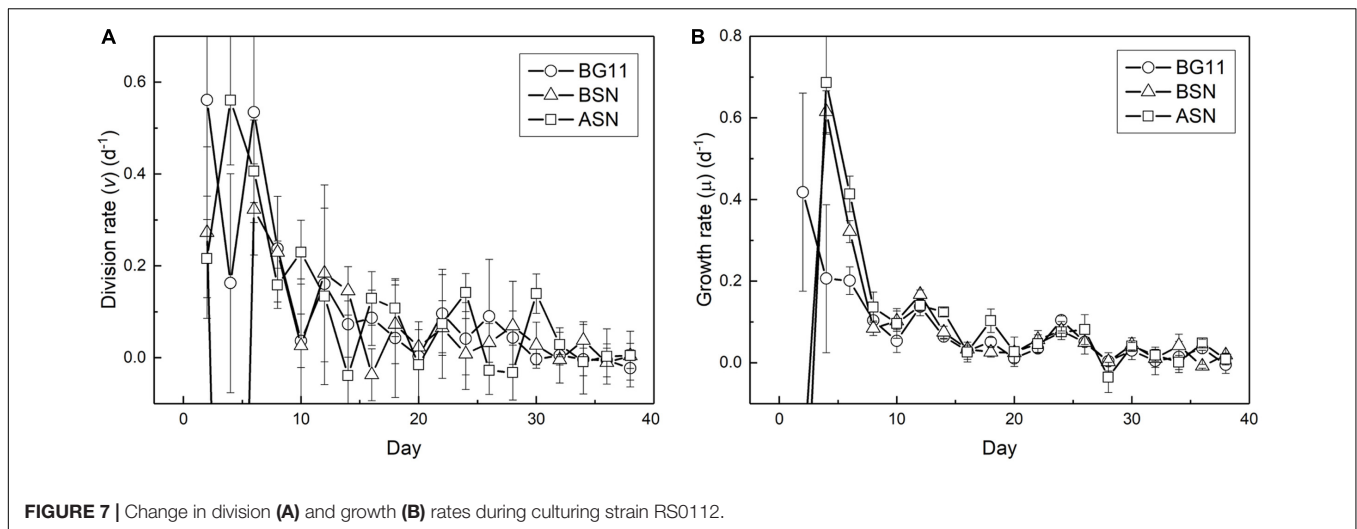 A
Division rate (ν) (d-1)
0.6
0.4
0.2
0.0
0
10
20
30
40
Day
BG11
BSN
ASN
B
Growth rate (μ) (d-1)
0.8
0.6
0.4
0.2
0.0
0
10
20
30
40
Day
BG11
BSN
ASN
FIGURE 7 | Change in division (A) and growth (B) rates during culturing strain RS0112.